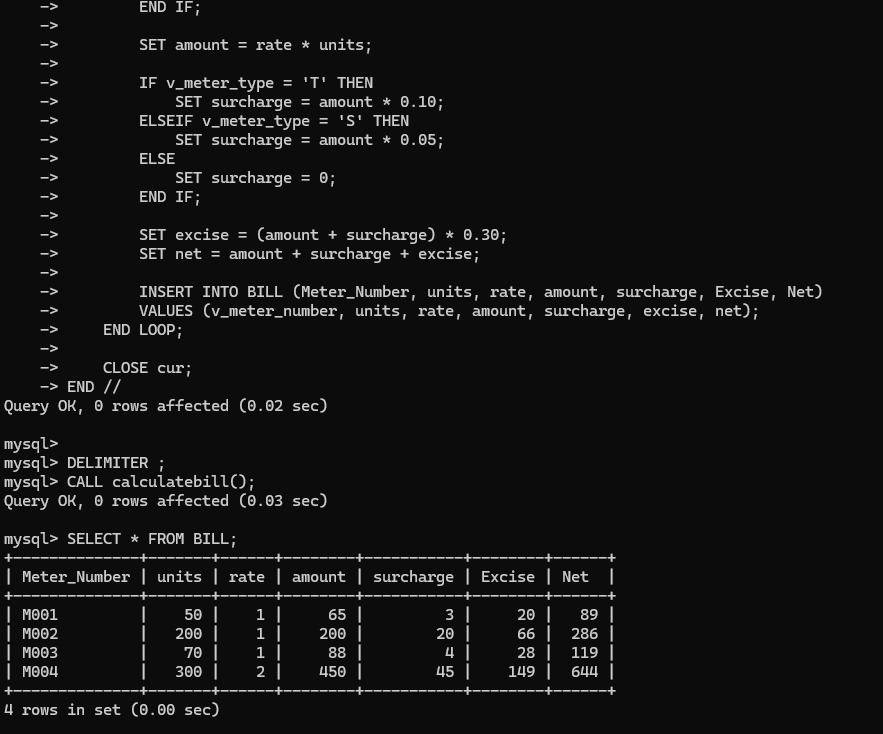 ->         END IF;
    ->
    ->         SET amount = rate * units;
    ->
    ->         IF v_meter_type = 'T' THEN
    ->             SET surcharge = amount * 0.10;
    ->         ELSEIF v_meter_type = 'S' THEN
    ->             SET surcharge = amount * 0.05;
    ->         ELSE
    ->             SET surcharge = 0;
    ->         END IF;
    ->
    ->         SET excise = (amount + surcharge) * 0.30;
    ->         SET net = amount + surcharge + excise;
    ->
    ->         INSERT INTO BILL (Meter_Number, units, rate, amount, surcharge, Excise, Net)
    ->         VALUES (v_meter_number, units, rate, amount, surcharge, excise, net);
    ->     END LOOP;
    ->
    ->     CLOSE cur;
    -> END //
Query OK, 0 rows affected (0.02 sec)

mysql>
mysql> DELIMITER ;
mysql> CALL calculatebill();
Query OK, 0 rows affected (0.03 sec)

mysql> SELECT * FROM BILL;
+--------------+-------+------+--------+-----------+--------+------+
| Meter_Number | units | rate | amount | surcharge | Excise | Net  |
+--------------+-------+------+--------+-----------+--------+------+
| M001         |    50 |    1 |     65 |         3 |     20 |   89 |
| M002         |   200 |    1 |    200 |        20 |     66 |  286 |
| M003         |    70 |    1 |     88 |         4 |     28 |  119 |
| M004         |   300 |    2 |    450 |        45 |    149 |  644 |
+--------------+-------+------+--------+-----------+--------+------+
4 rows in set (0.00 sec)